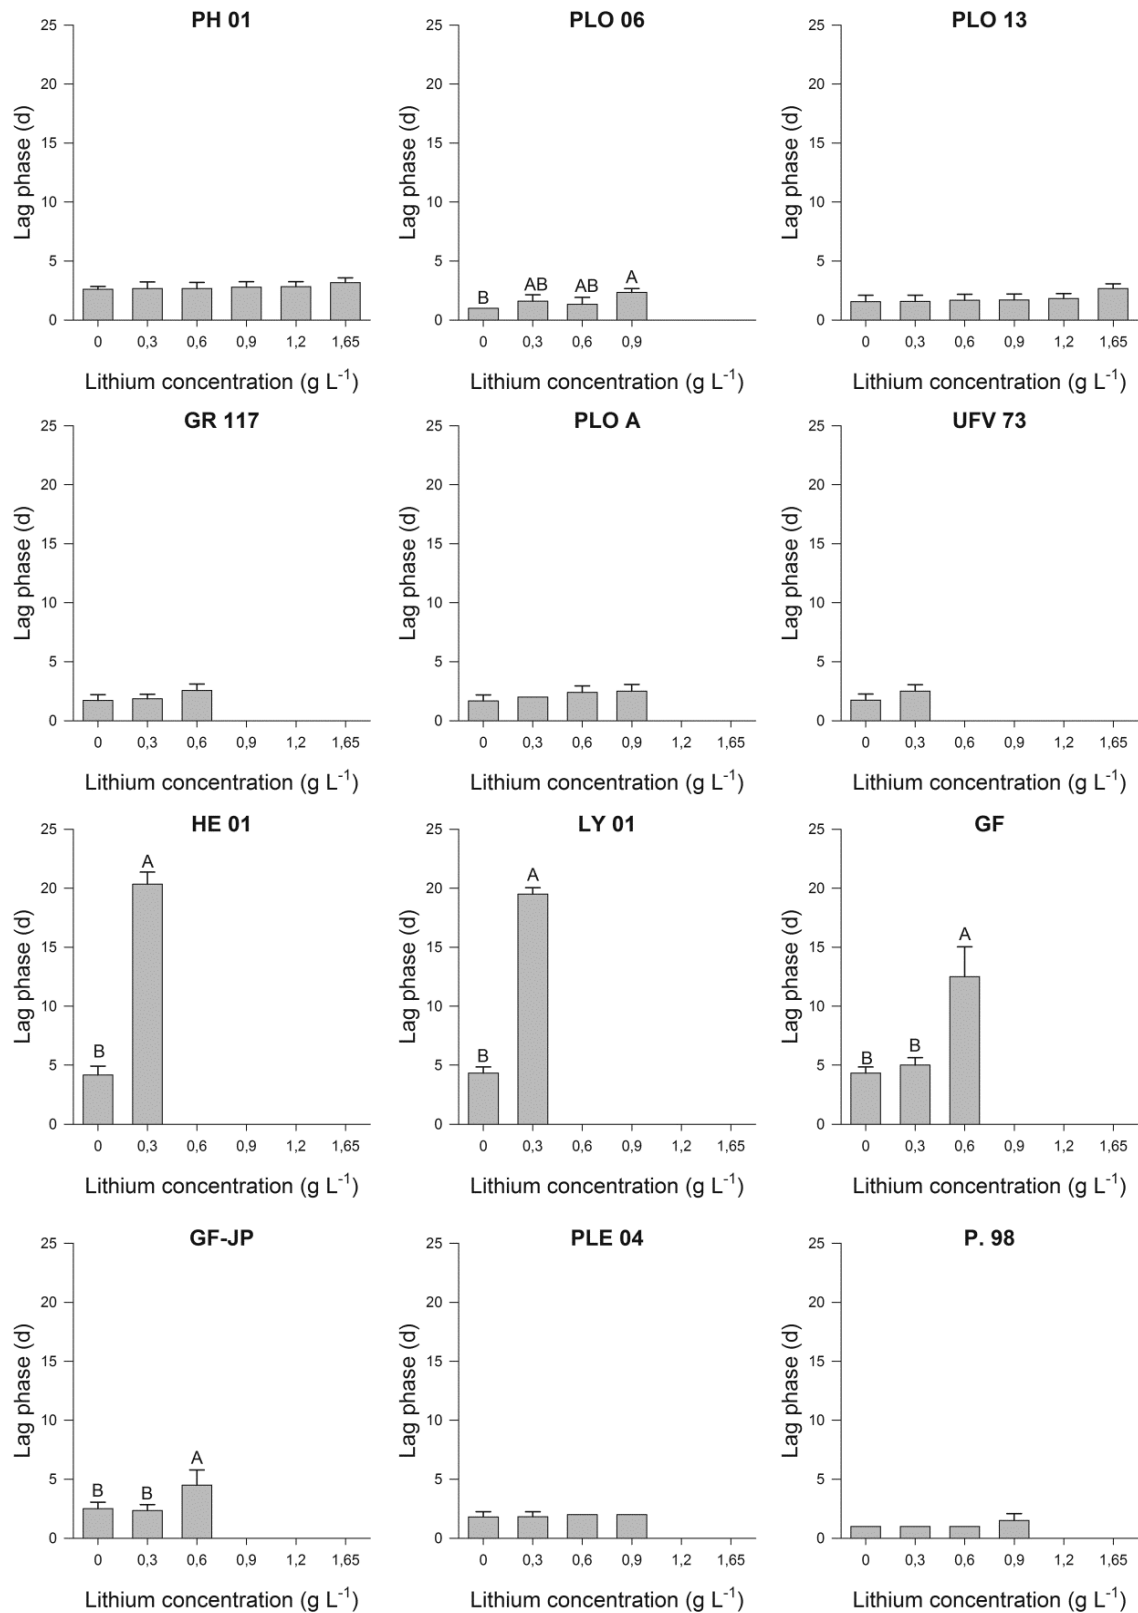 PH 01
PLO 06
PLO 13
Lag phase (d)
25
20
15
10
5
0
0 0,3 0,6 0,9 1,2 1,65
Lithium concentration (g L-1)
Lag phase (d)
25
20
15
10
5
0
B AB AB A
0 0,3 0,6 0,9
Lithium concentration (g L-1)
Lag phase (d)
25
20
15
10
5
0
0 0,3 0,6 0,9 1,2 1,65
Lithium concentration (g L-1)
GR 117
PLO A
UFV 73
Lag phase (d)
25
20
15
10
5
0
0 0,3 0,6 0,9 1,2 1,65
Lithium concentration (g L-1)
Lag phase (d)
25
20
15
10
5
0
0 0,3 0,6 0,9 1,2 1,65
Lithium concentration (g L-1)
Lag phase (d)
25
20
15
10
5
0
0 0,3 0,6 0,9 1,2 1,65
Lithium concentration (g L-1)
HE 01
LY 01
GF
Lag phase (d)
25
20
15
10
5
0
B A
0 0,3 0,6 0,9 1,2 1,65
Lithium concentration (g L-1)
Lag phase (d)
25
20
15
10
5
0
B A
0 0,3 0,6 0,9 1,2 1,65
Lithium concentration (g L-1)
Lag phase (d)
25
20
15
10
5
0
B B A
0 0,3 0,6 0,9 1,2 1,65
Lithium concentration (g L-1)
GF-JP
PLE 04
P. 98
Lag phase (d)
25
20
15
10
5
0
B B A
0 0,3 0,6 0,9 1,2 1,65
Lithium concentration (g L-1)
Lag phase (d)
25
20
15
10
5
0
0 0,3 0,6 0,9 1,2 1,65
Lithium concentration (g L-1)
Lag phase (d)
25
20
15
10
5
0
0 0,3 0,6 0,9 1,2 1,65
Lithium concentration (g L-1)